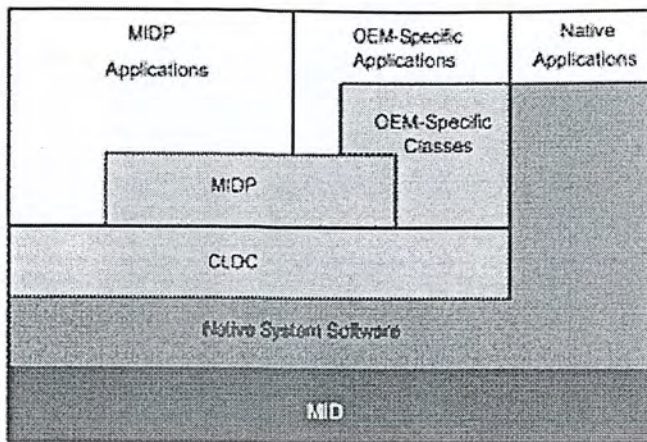 MIDP
Applications
OEM-Specific
Applications
Native
Applications
OEM-Specific
Classes
MIDP
CLDC
Native System Software
MID